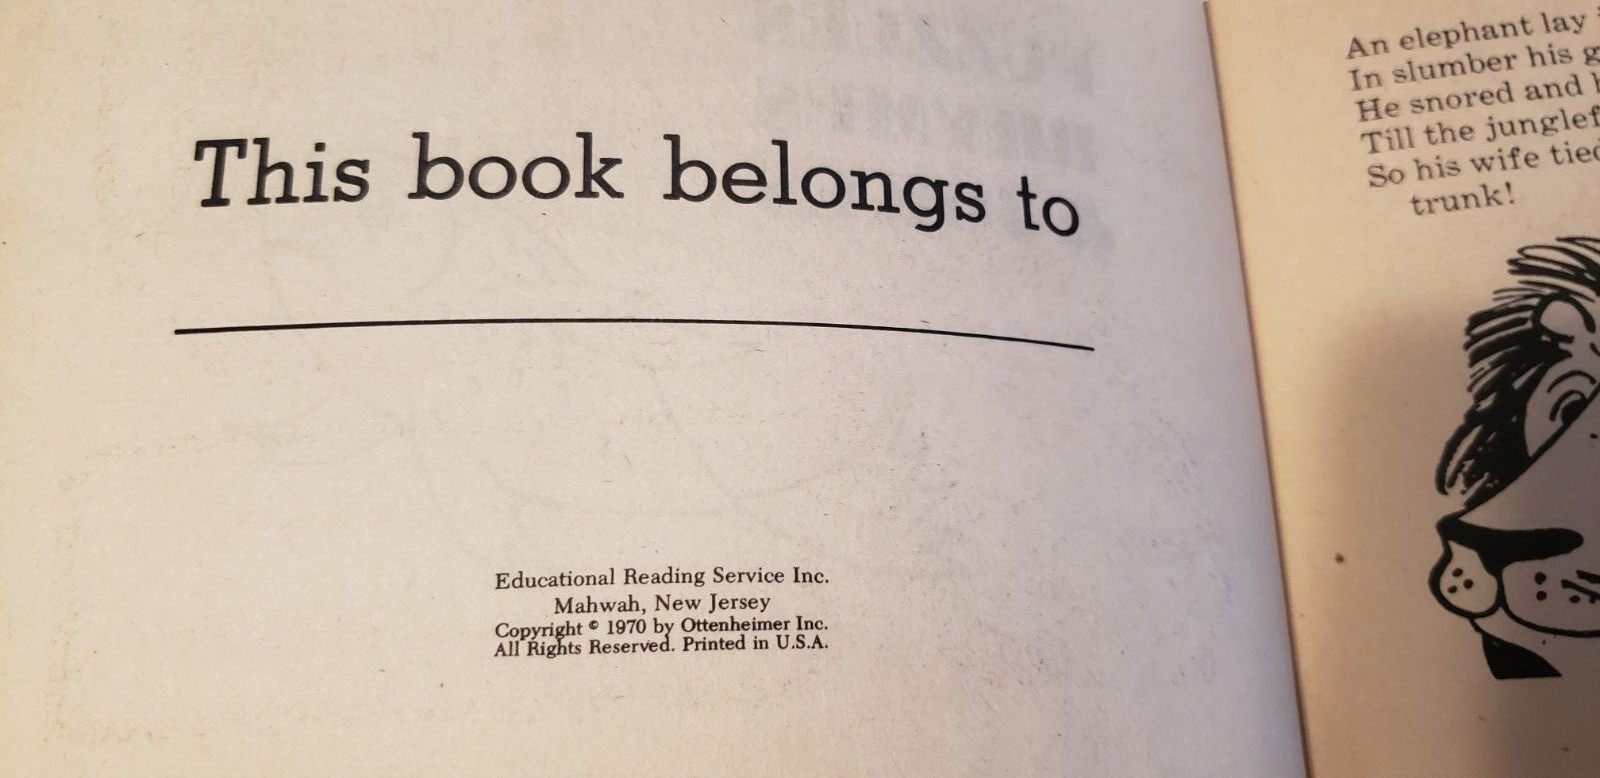 This book belongs to
Educational Reading Service Inc.
Mahwah, New Jersey
Copyright © 1970 by Ottenheimer Inc.
All Rights Reserved. Printed in U.S.A.
An elephant lay
In slumber his
He snored and
Till the
So his wife
trunk!